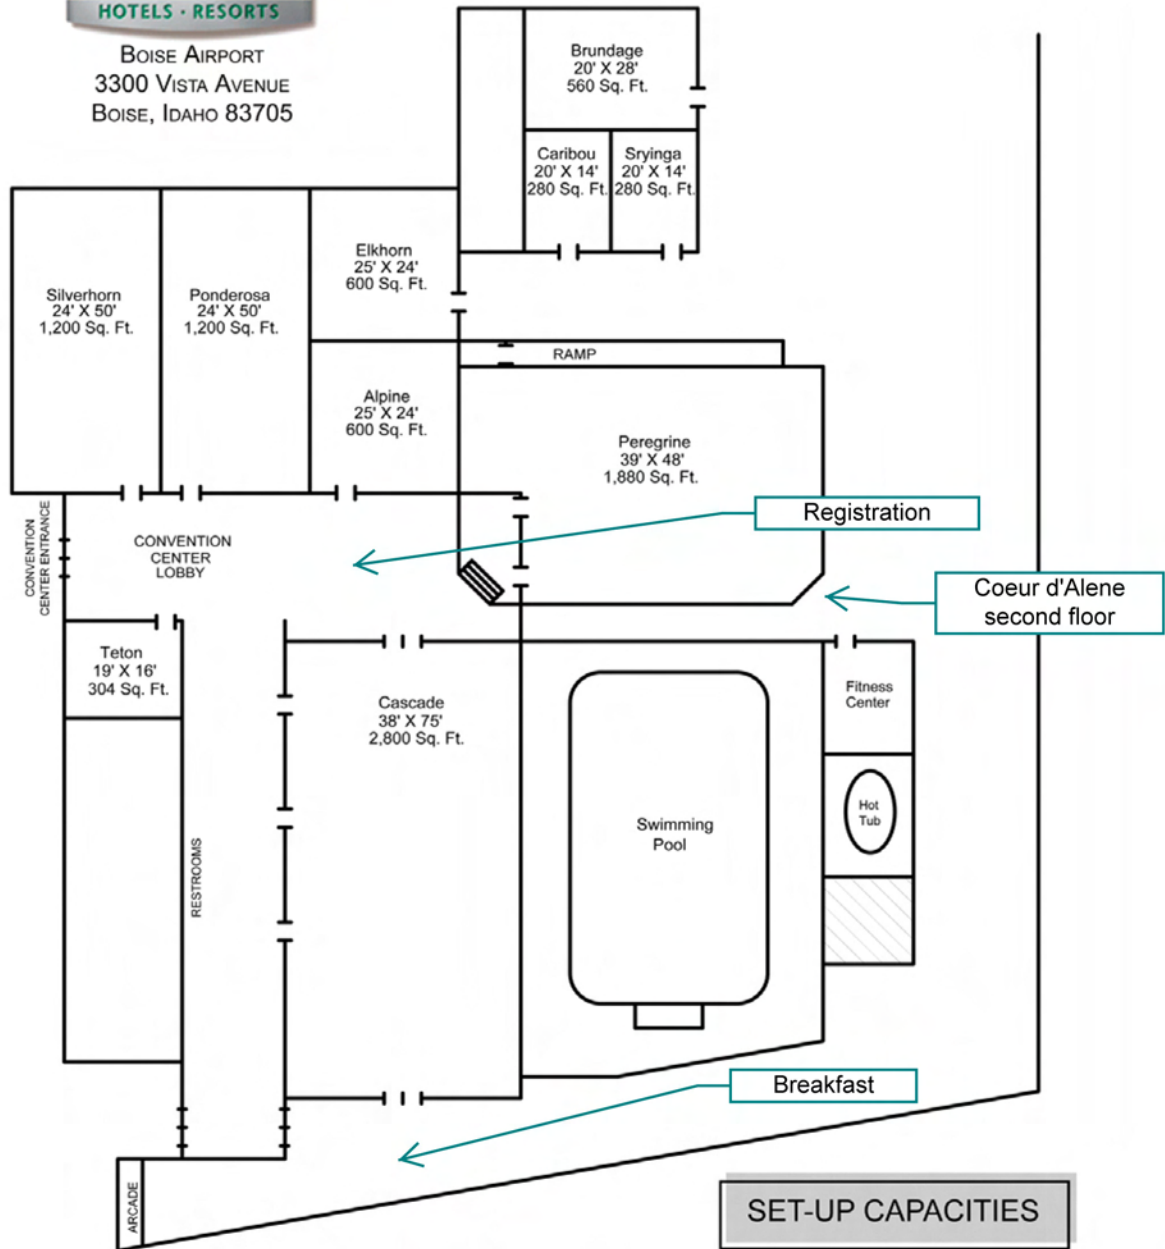 HOTELS · RESORTS
BOISE AIRPORT
3300 VISTA AVENUE
BOISE, IDAHO 83705
Brundage
20' X 28'
560 Sq. Ft.
Caribou
20' X 14'
280 Sq. Ft.
Sryinga
20' X 14'
280 Sq. Ft.
Silverhorn
24' X 50'
1,200 Sq. Ft.
Ponderosa
24' X 50'
1,200 Sq. Ft.
Elkhorn
25' X 24'
600 Sq. Ft.
RAMP
Alpine
25' X 24'
600 Sq. Ft.
Peregrine
39' X 48'
1,880 Sq. Ft.
Registration
CONVENTION
CENTER ENTRANCE
CONVENTION
CENTER
LOBBY
Coeur d'Alene
second floor
Teton
19' X 16'
304 Sq. Ft.
Cascade
38' X 75'
2,800 Sq. Ft.
Fitness
Center
Hot
Tub
Swimming
Pool
RESTROOMS
Breakfast
ARCADE
SET-UP CAPACITIES